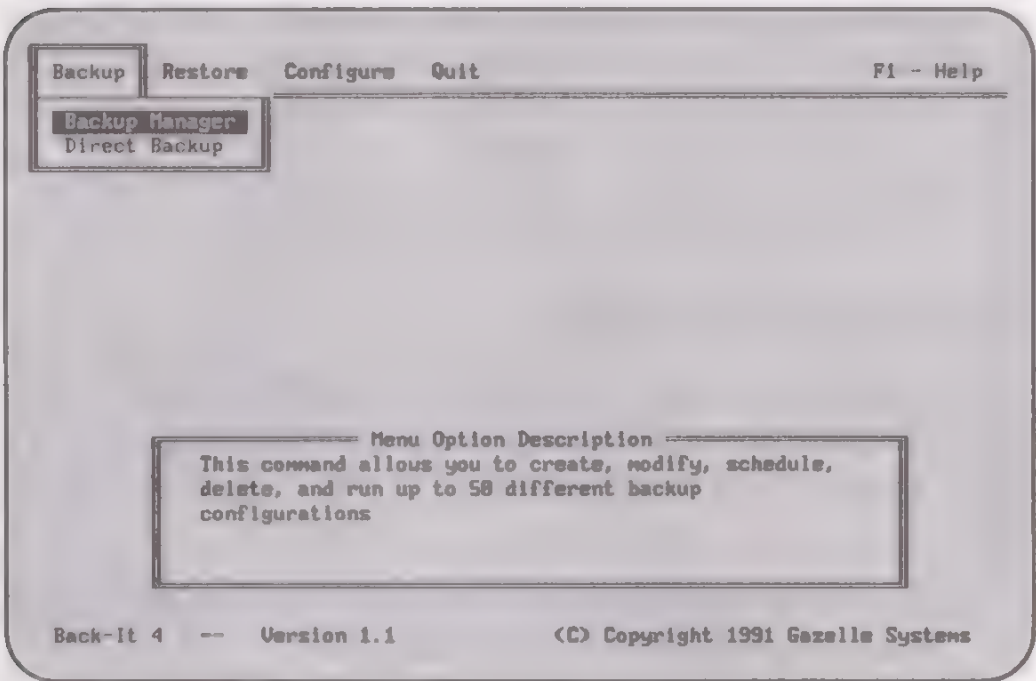 Backup Restore Configure Quit F1 - Help
Backup Manager
Direct Backup
Menu Option Description
This command allows you to create, modify, schedule,
delete, and run up to 50 different backup
configurations
Back-It 4 -- Version 1.1 (C) Copyright 1991 Gazelle Systems